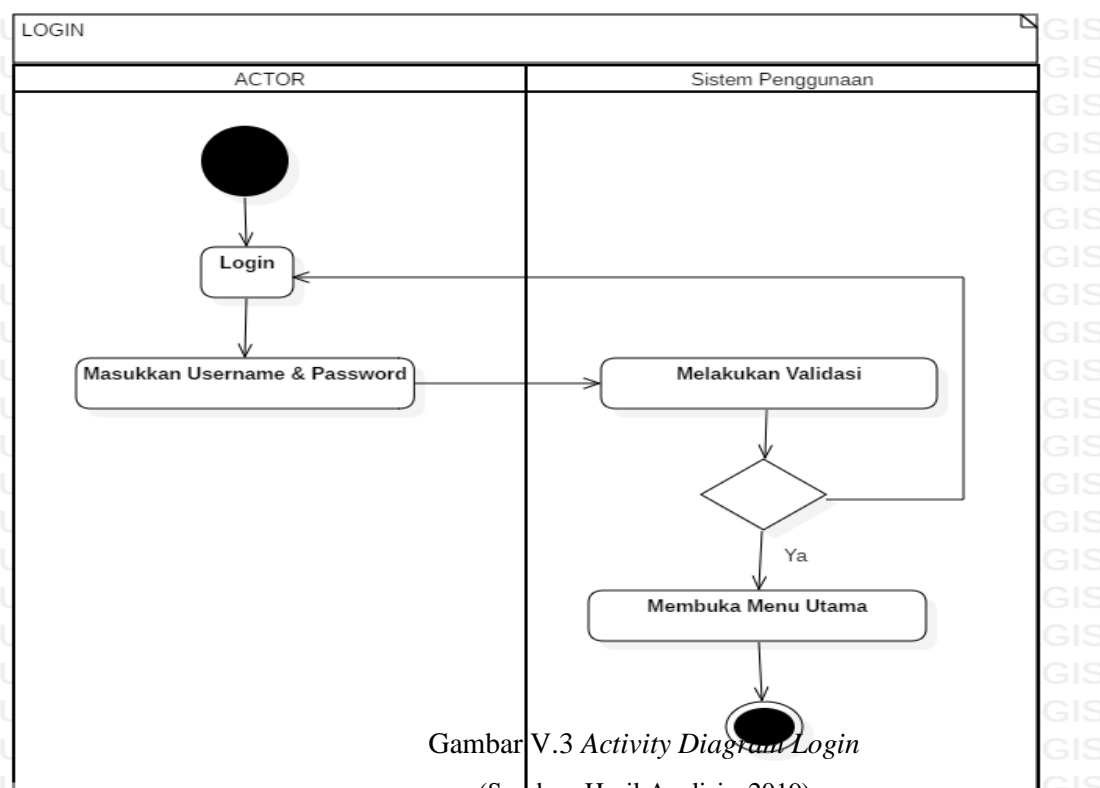 LOGIN
ACTOR
Sistem Penggunaan
Login
Masukkan Username & Password
Melakukan Validasi
Ya
Membuka Menu Utama
Gambar V.3 Activity Diagram Login